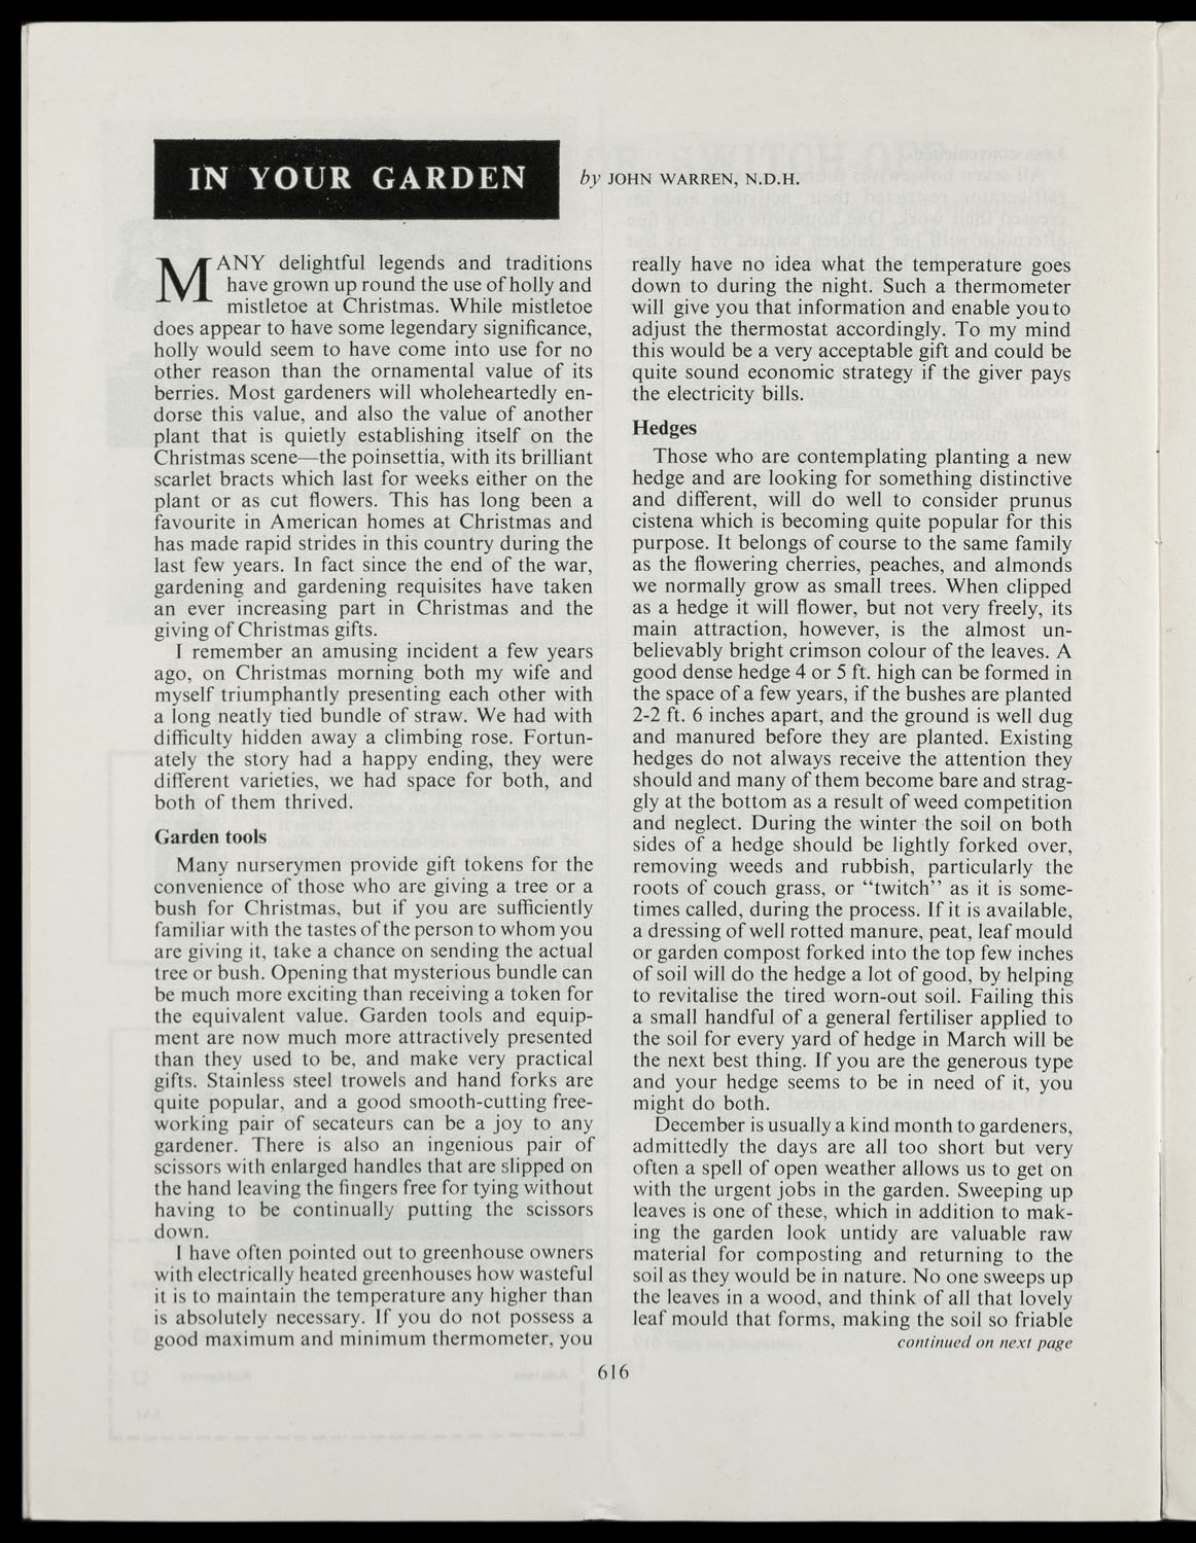 IN YOUR GARDEN
by JOHN WARREN, N.D.H.
MANY delightful legends and traditions
have grown up round the use of holly and
mistletoe at Christmas. While mistletoe
does appear to have some legendary significance,
holly would seem to have come into use for no
other reason than the ornamental value of its
berries. Most gardeners will wholeheartedly en-
dorse this value, and also the value of another
plant that is quietly establishing itself on the
Christmas scene—the poinsettia, with its brilliant
scarlet bracts which last for weeks either on the
plant or as cut flowers. This has long been a
favourite in American homes at Christmas and
has made rapid strides in this country during the
last few years. In fact since the end of the war,
gardening and gardening requisites have taken
an ever increasing part in Christmas and the
giving of Christmas gifts.
I remember an amusing incident a few years
ago, on Christmas morning both my wife and
myself triumphantly presenting each other with
a long neatly tied bundle of straw. We had with
difficulty hidden away a climbing rose. Fortun-
ately the story had a happy ending, they were
different varieties, we had space for both, and
both of them thrived.
Garden tools
Many nurserymen provide gift tokens for the
convenience of those who are giving a tree or a
bush for Christmas, but if you are sufficiently
familiar with the tastes of the person to whom you
are giving it, take a chance on sending the actual
tree or bush. Opening that mysterious bundle can
be much more exciting than receiving a token for
the equivalent value. Garden tools and equip-
ment are now much more attractively presented
than they used to be, and make very practical
gifts. Stainless steel trowels and hand forks are
quite popular, and a good smooth-cutting free-
working pair of secateurs can be a joy to any
gardener. There is also an ingenious pair of
scissors with enlarged handles that are slipped on
the hand leaving the fingers free for tying without
having to be continually putting the scissors
down.
I have often pointed out to greenhouse owners
with electrically heated greenhouses how wasteful
it is to maintain the temperature any higher than
is absolutely necessary. If you do not possess a
good maximum and minimum thermometer, you
really have no idea what the temperature goes
down to during the night. Such a thermometer
will give you that information and enable you to
adjust the thermostat accordingly. To my mind
this would be a very acceptable gift and could be
quite sound economic strategy if the giver pays
the electricity bills.
Hedges
Those who are contemplating planting a new
hedge and are looking for something distinctive
and different, will do well to consider prunus
cistena which is becoming quite popular for this
purpose. It belongs of course to the same family
as the flowering cherries, peaches, and almonds
we normally grow as small trees. When clipped
as a hedge it will flower, but not very freely, its
main attraction, however, is the almost un-
believably bright crimson colour of the leaves. A
good dense hedge 4 or 5 ft. high can be formed in
the space of a few years, if the bushes are planted
2-2 ft. 6 inches apart, and the ground is well dug
and manured before they are planted. Existing
hedges do not always receive the attention they
should and many of them become bare and strag-
gly at the bottom as a result of weed competition
and neglect. During the winter the soil on both
sides of a hedge should be lightly forked over,
removing weeds and rubbish, particularly the
roots of couch grass, or “twitch” as it is some-
times called, during the process. If it is available,
a dressing of well rotted manure, peat, leaf mould
or garden compost forked into the top few inches
of soil will do the hedge a lot of good, by helping
to revitalise the tired worn-out soil. Failing this
a small handful of a general fertiliser applied to
the soil for every yard of hedge in March will be
the next best thing. If you are the generous type
and your hedge seems to be in need of it, you
might do both.
December is usually a kind month to gardeners,
admittedly the days are all too short but very
often a spell of open weather allows us to get on
with the urgent jobs in the garden. Sweeping up
leaves is one of these, which in addition to mak-
ing the garden look untidy are valuable raw
material for composting and returning to the
soil as they would be in nature. No one sweeps up
the leaves in a wood, and think of all that lovely
leaf mould that forms, making the soil so friable
continued on next page
616